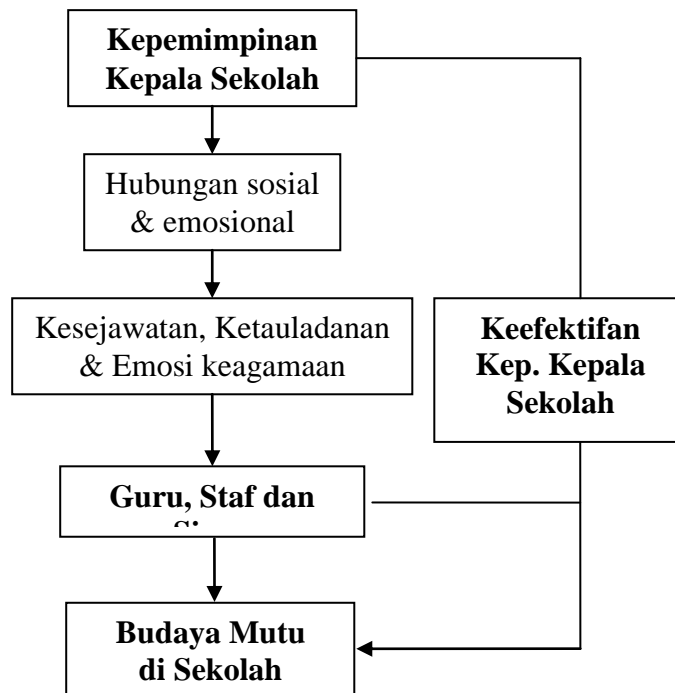 Kepemimpinan
Kepala Sekolah
Hubungan sosial
& emosional
Kesejawatan, Ketauladanan
& Emosi keagamaan
Keefektifan
Kep. Kepala
Sekolah
Guru, Staf dan
Budaya Mutu
di Sekolah